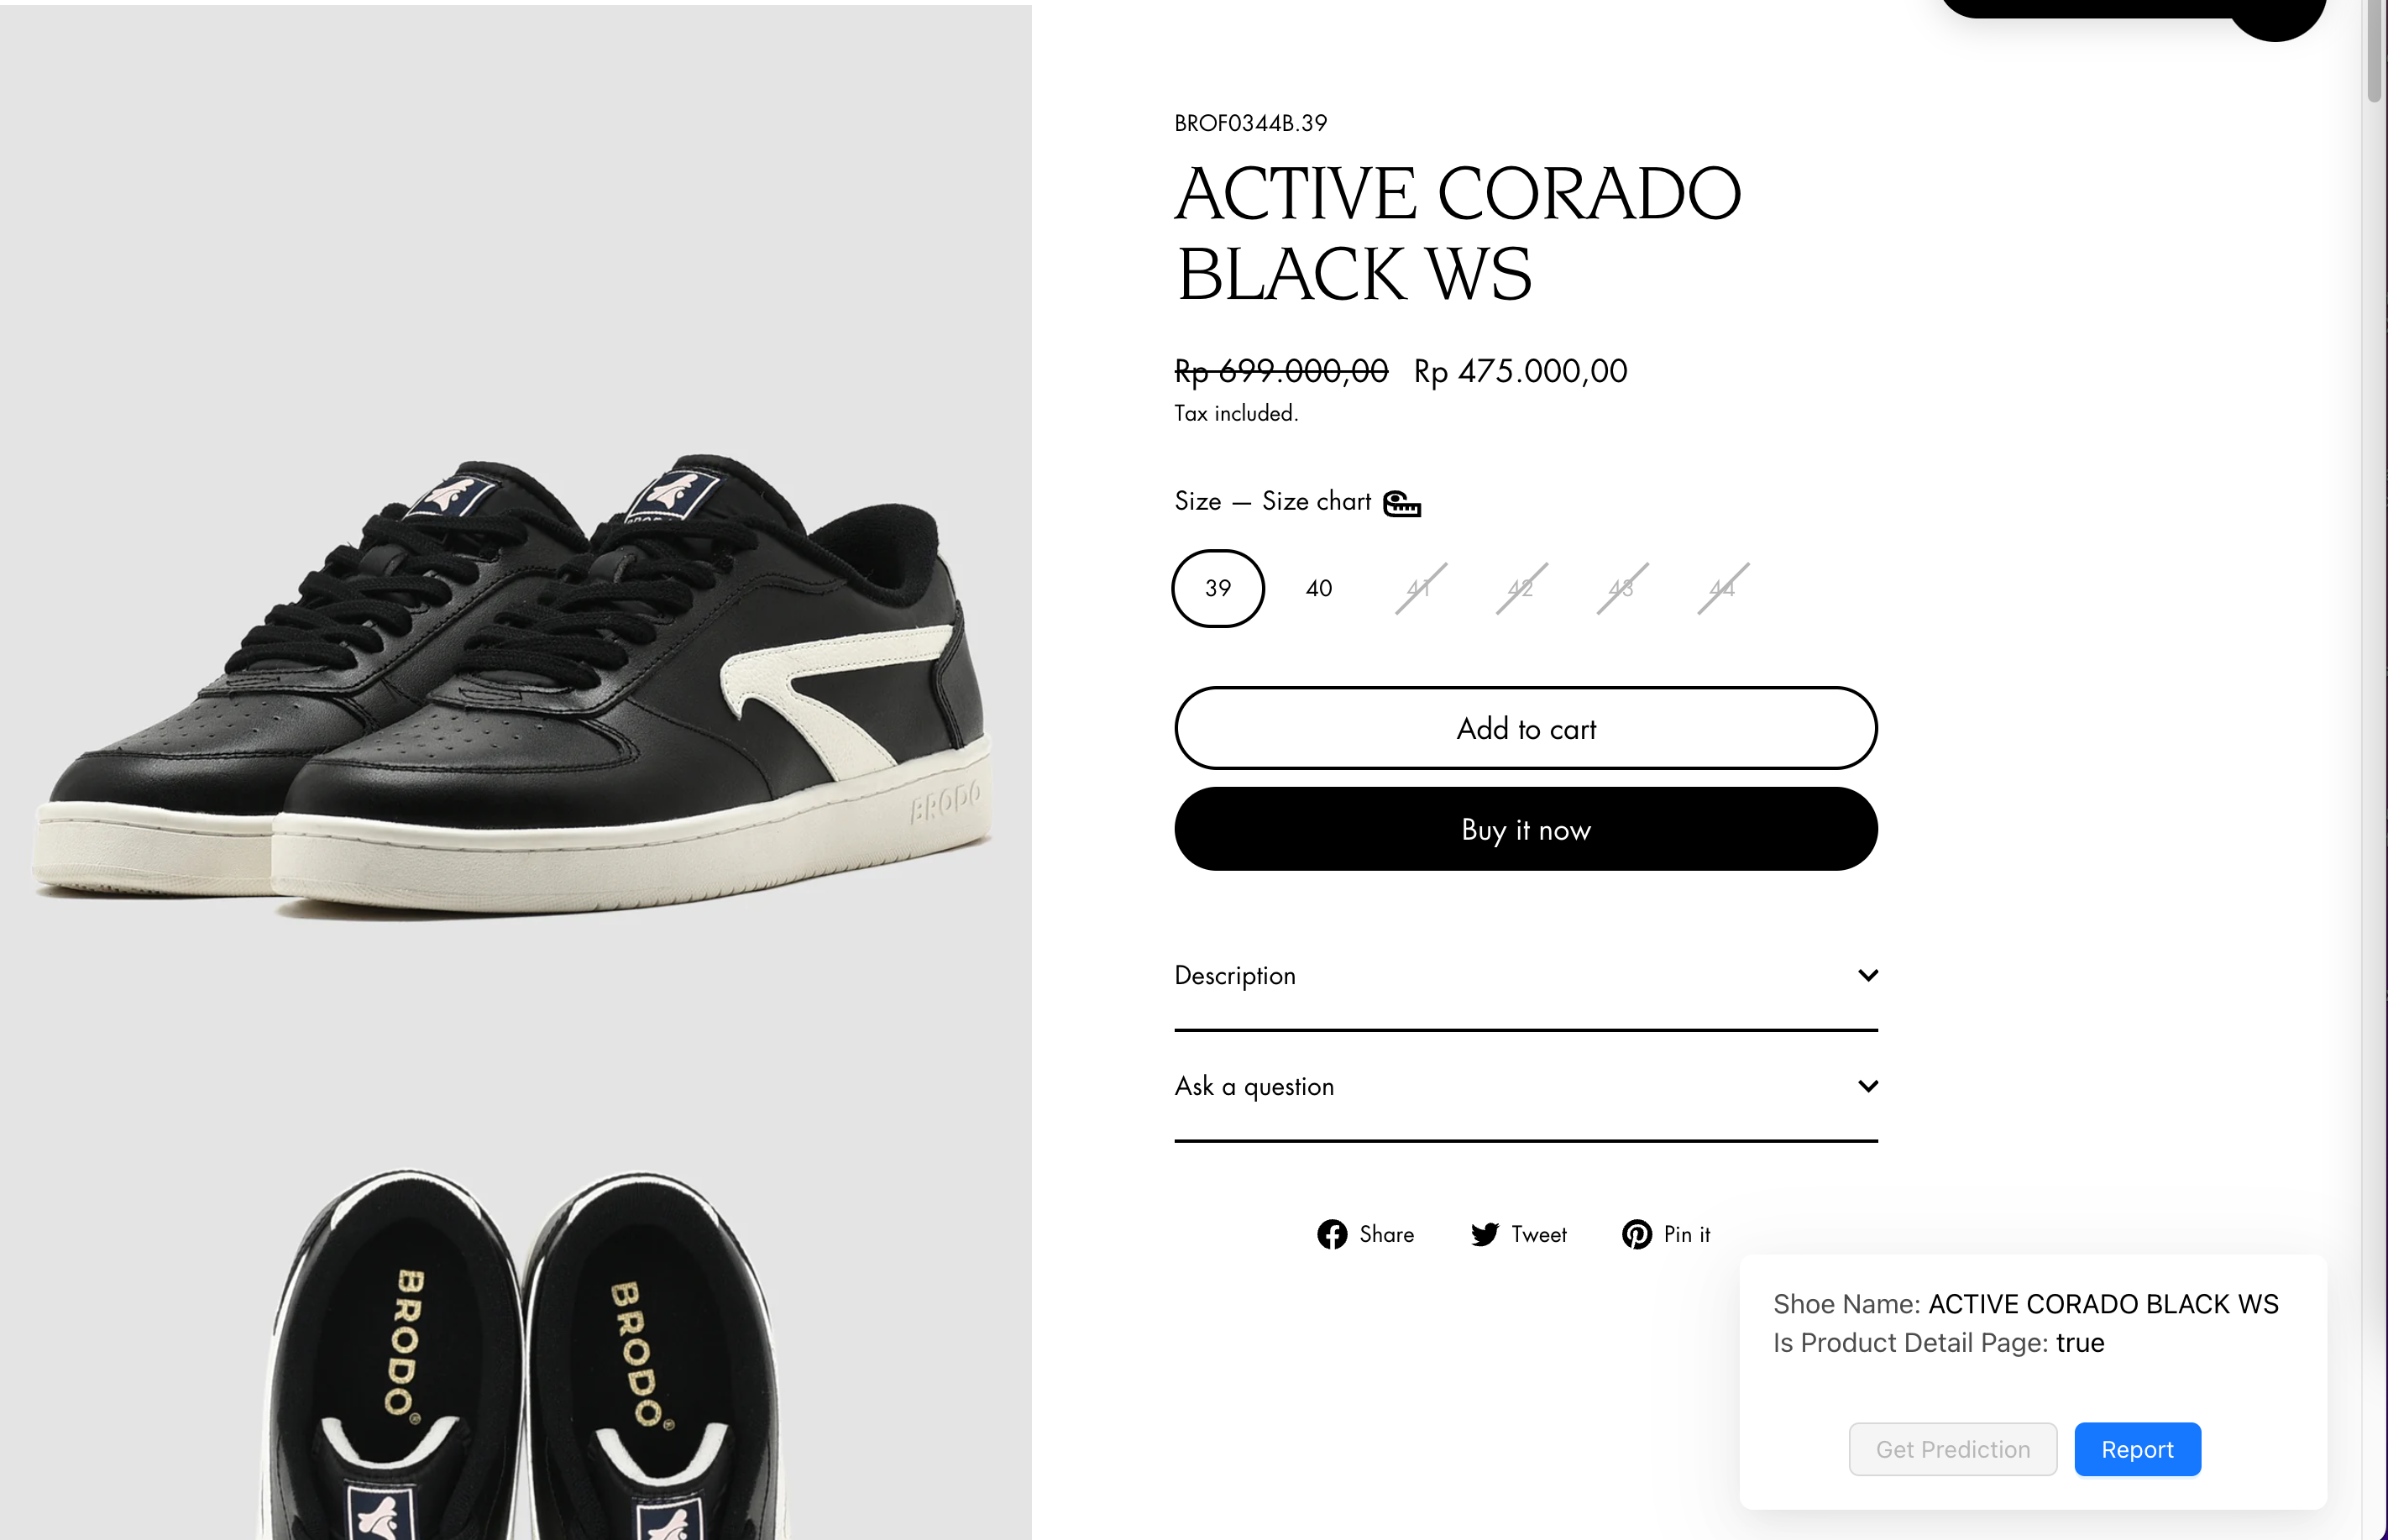 BROF0344B.39
ACTIVE CORADO
BLACK WS
Rp 699.000,00 Rp 475.000,00
Tax included.
Size — Size chart
39 40 41 42 43 44
Add to cart
Buy it now
Description
Ask a question
Share Tweet Pin it
BRODO
BRODO®
BRODO®
Shoe Name: ACTIVE CORADO BLACK WS
Is Product Detail Page: true
Get Prediction Report